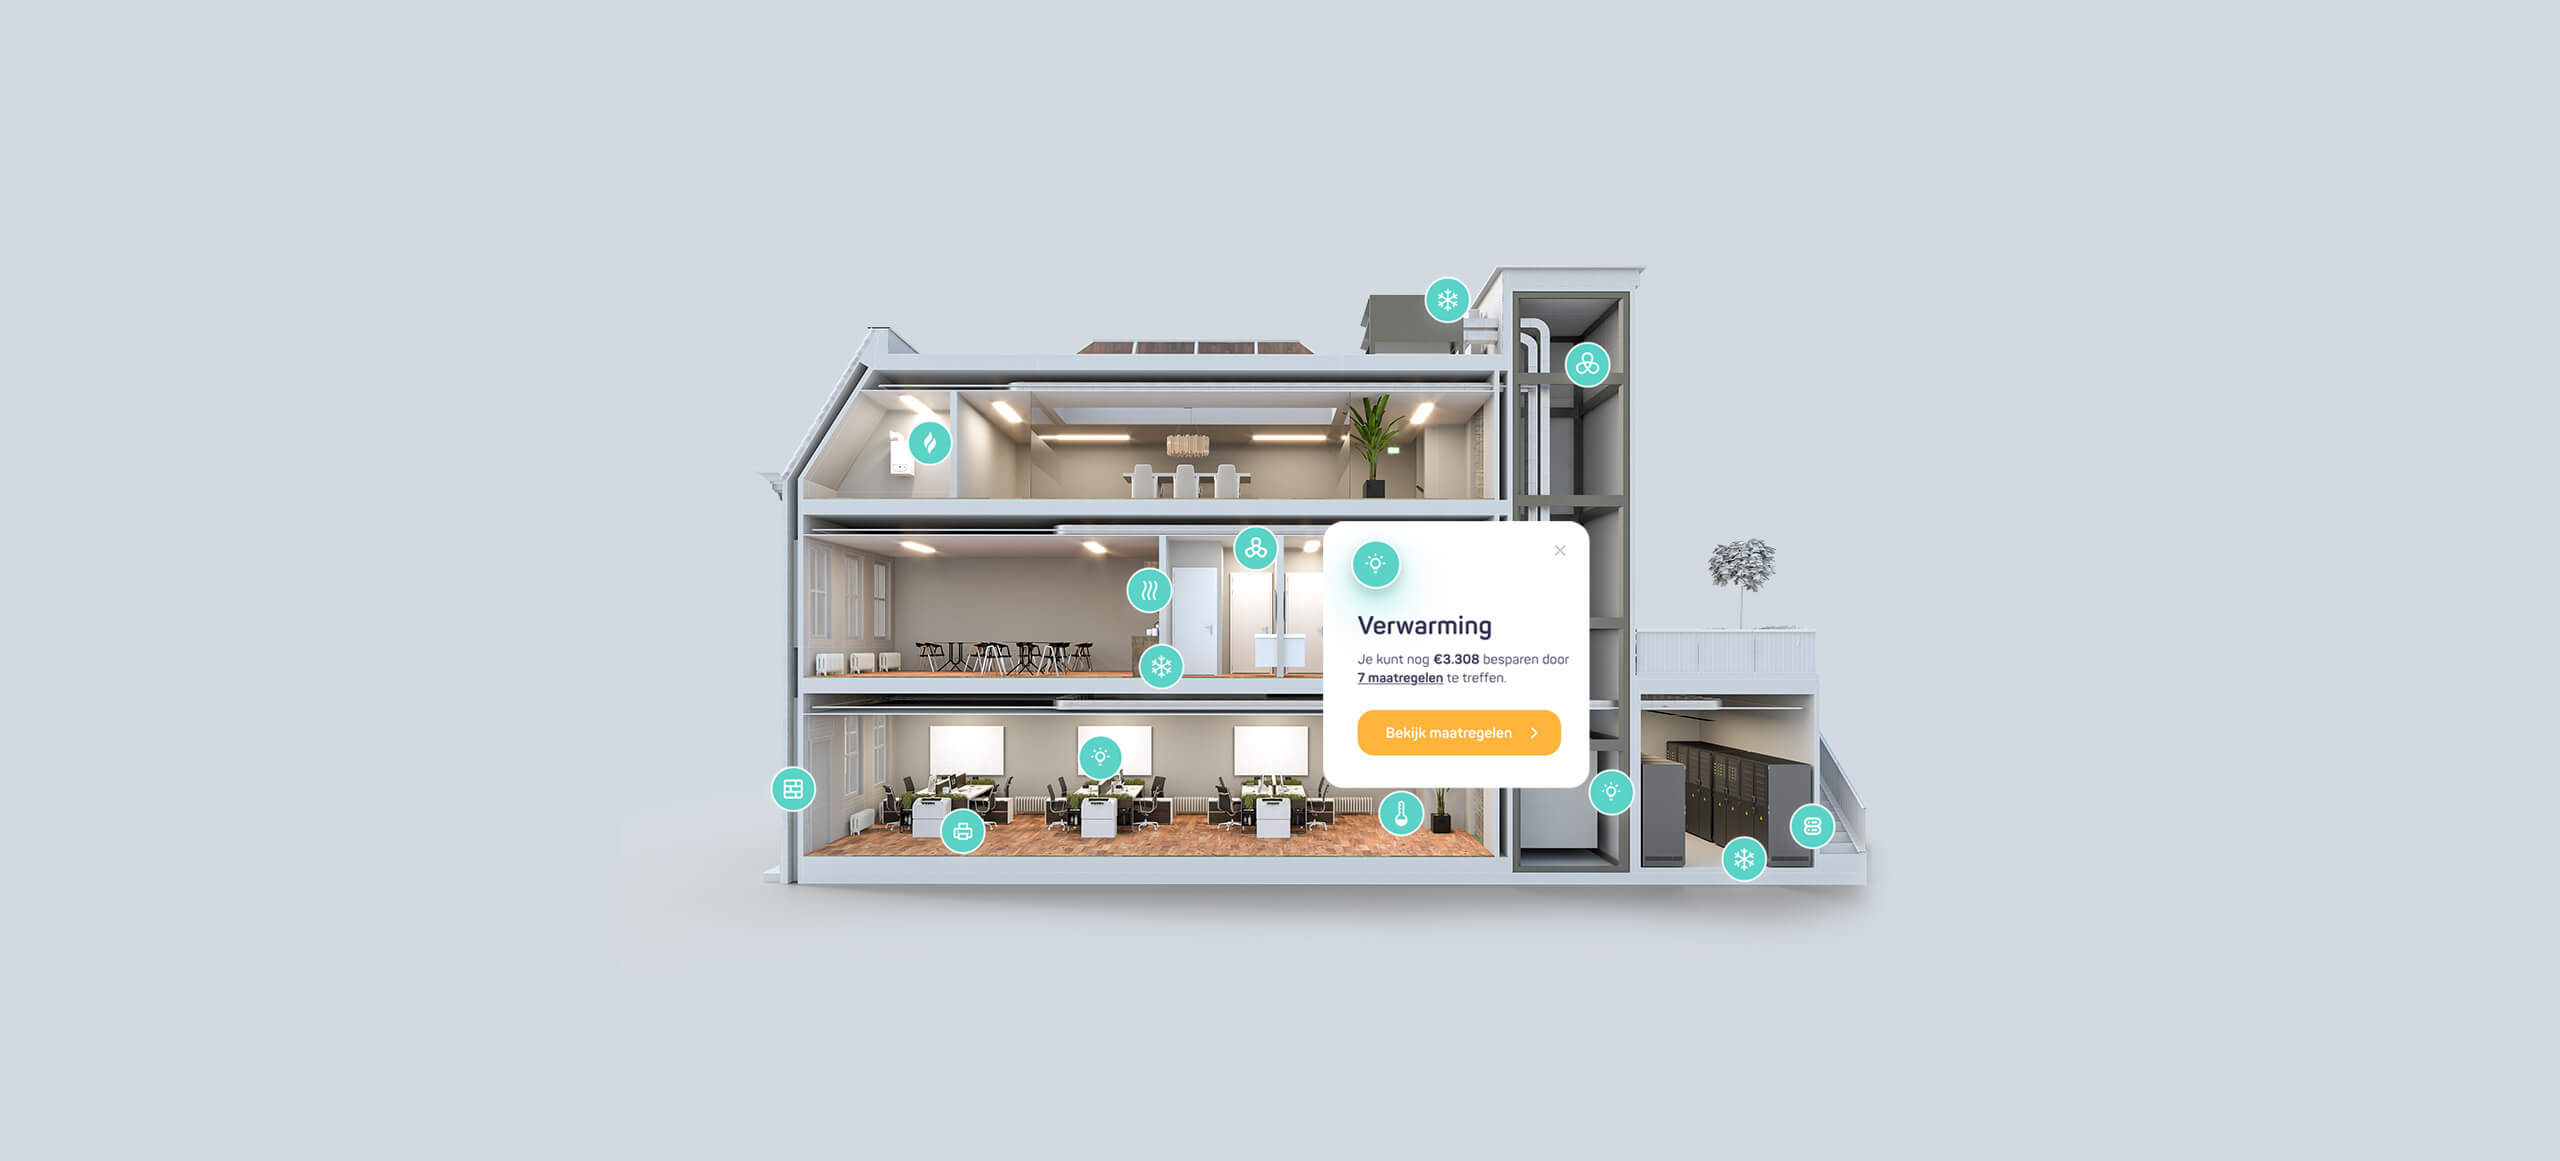 Verwarming
Je kunt nog €3.308 besparen door
7 maatregelen te treffen.
Bekijk maatregelen